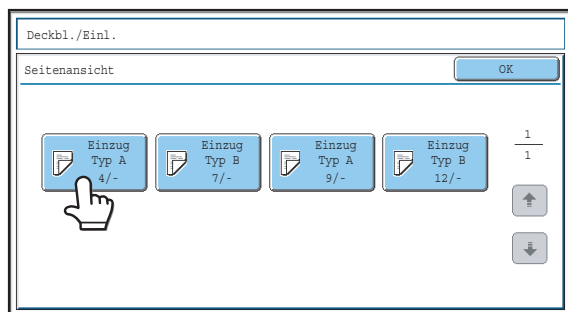 Deckbl./Einl.
Seitenansicht
OK
Einzug
Typ A
4/-
Einzug
Typ B
7/-
Einzug
Typ A
9/-
Einzug
Typ B
12/-
1
1